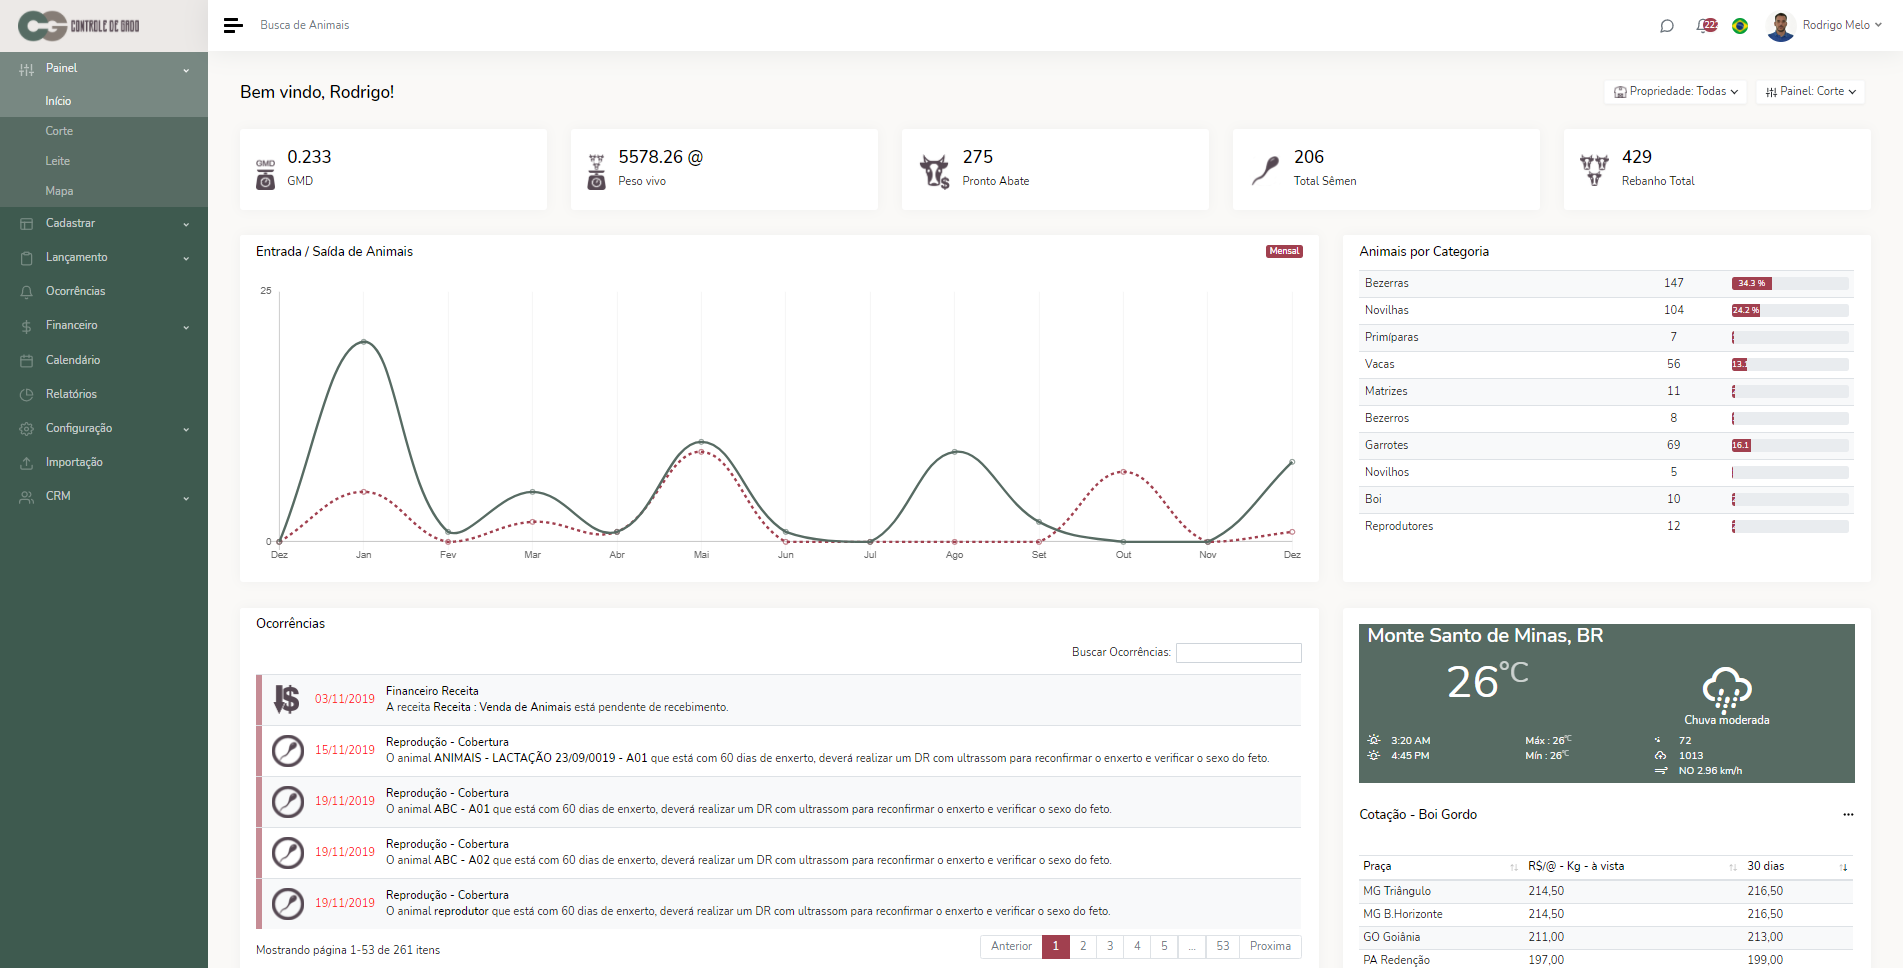 CG CONTROLE DE GADO
Busca de Animais
Rodrigo Melo
Painel
Início
Corte
Leite
Mapa
Cadastrar
Lançamento
Ocorrências
Financeiro
Calendário
Relatórios
Configuração
Importação
CRM
Bem vindo, Rodrigo!
Propriedade: Todas
Painel: Corte
GMD
0.233
GMD
5578.26 @
Peso vivo
275
Pronto Abate
206
Total Sêmen
429
Rebanho Total
Entrada / Saída de Animais
Mensal
25
0
Dez Jan Fev Mar Abr Mai Jun Jul Ago Set Out Nov Dez
Animais por Categoria
Bezerras 147 34.3 %
Novilhas 104 24.2 %
Primíparas 7
Vacas 56 13.1
Matrizes 11
Bezerros 8
Garrotes 69 16.1
Novilhos 5
Boi 10
Reprodutores 12
Ocorrências
Buscar Ocorrências:
03/11/2019
Financeiro Receita
A receita Receita : Venda de Animais está pendente de recebimento.
15/11/2019
Reprodução - Cobertura
O animal ANIMAIS - LACTAÇÃO 23/09/0019 - A01 que está com 60 dias de enxerto, deverá realizar um DR com ultrassom para reconfirmar o enxerto e verificar o sexo do feto.
19/11/2019
Reprodução - Cobertura
O animal ABC - A01 que está com 60 dias de enxerto, deverá realizar um DR com ultrassom para reconfirmar o enxerto e verificar o sexo do feto.
19/11/2019
Reprodução - Cobertura
O animal ABC - A02 que está com 60 dias de enxerto, deverá realizar um DR com ultrassom para reconfirmar o enxerto e verificar o sexo do feto.
19/11/2019
Reprodução - Cobertura
O animal reprodutor que está com 60 dias de enxerto, deverá realizar um DR com ultrassom para reconfirmar o enxerto e verificar o sexo do feto.
Mostrando página 1-53 de 261 itens
Anterior 1 2 3 4 5 ... 53 Proxima
Monte Santo de Minas, BR
26°C
Chuva moderada
3:20 AM
4:45 PM
Máx : 26°C
Mín : 26°C
72
1013
NO 2.96 km/h
Cotação - Boi Gordo
Praça R$/@ - Kg - à vista 30 dias
MG Triângulo 214,50 216,50
MG B.Horizonte 214,50 216,50
GO Goiânia 211,00 213,00
PA Redenção 197,00 199,00